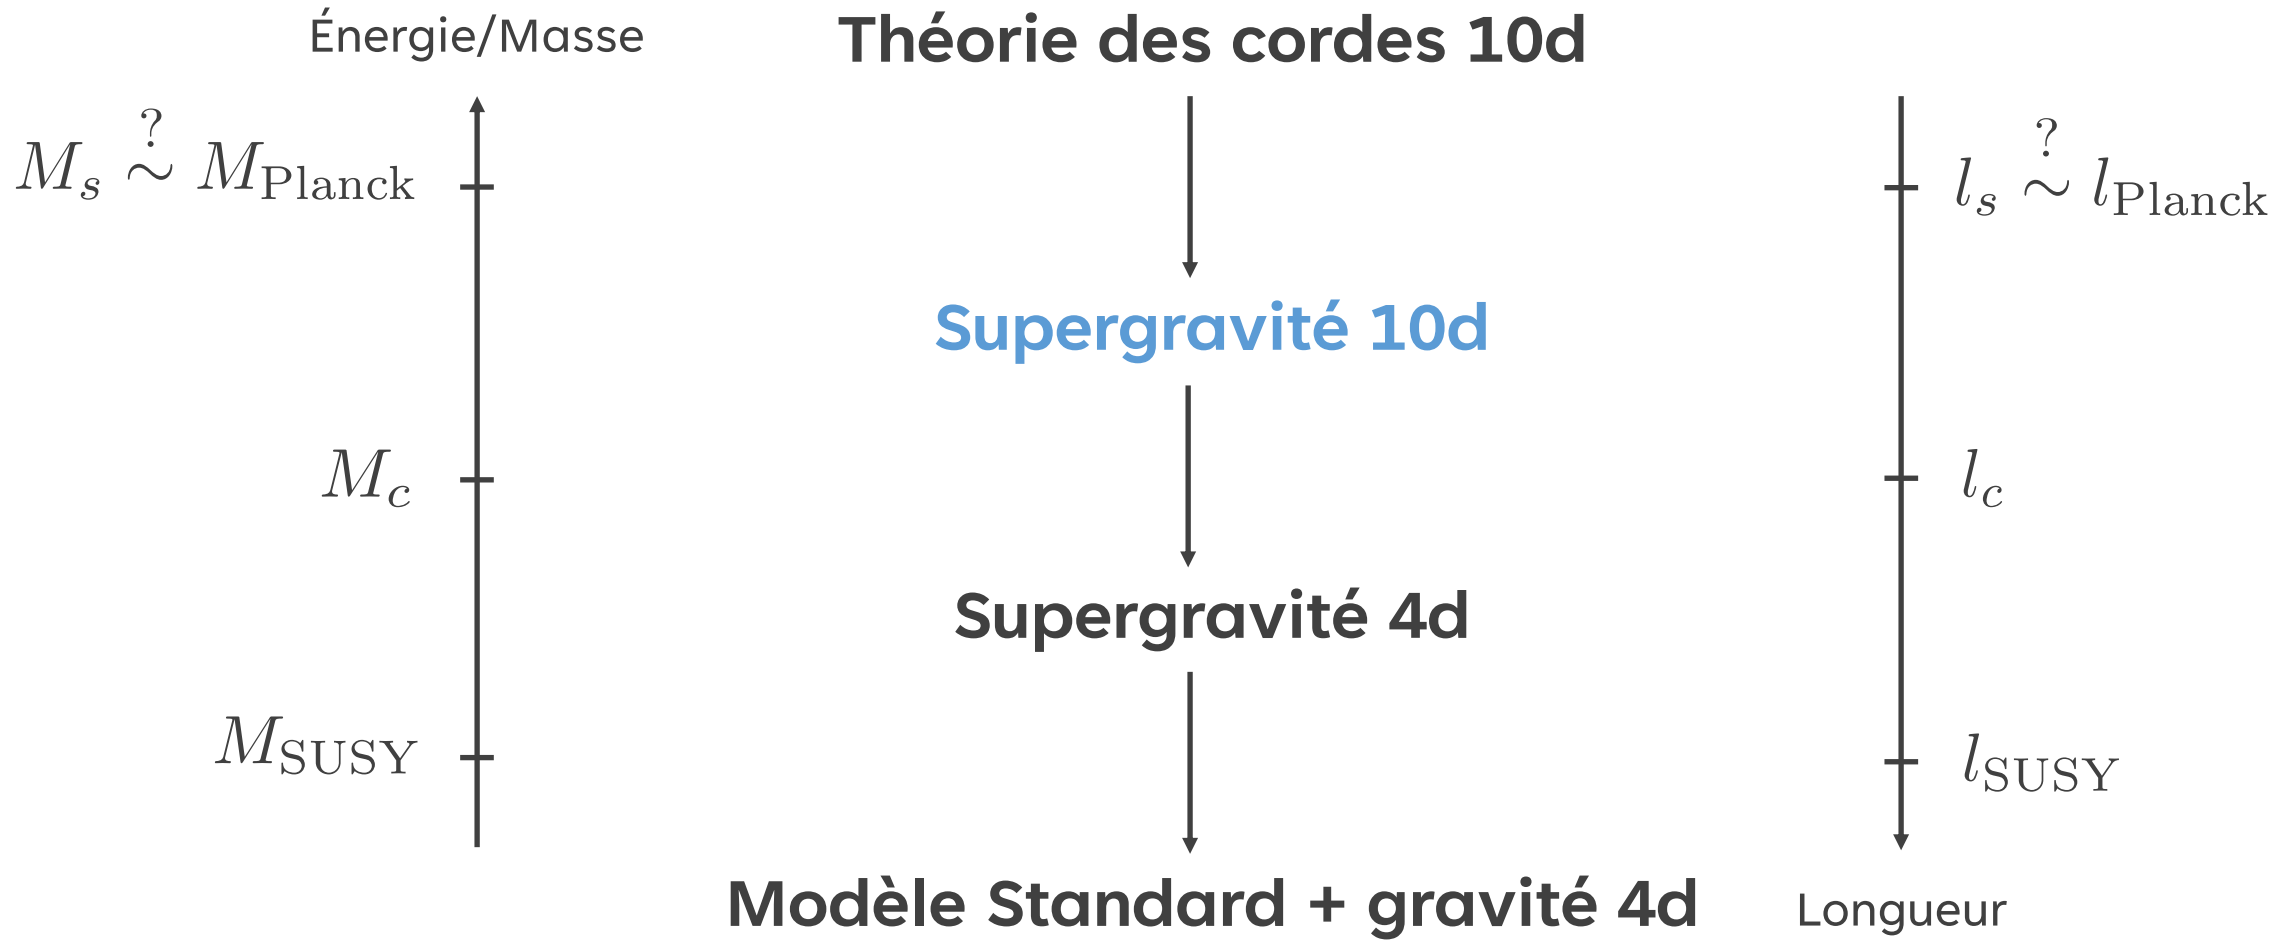 Énergie/Masse
Théorie des cordes 10d
M_s ?∼ M_Planck
l_s ?∼ l_Planck
Supergravité 10d
M_c
l_c
Supergravité 4d
M_SUSY
l_SUSY
Modèle Standard + gravité 4d
Longueur